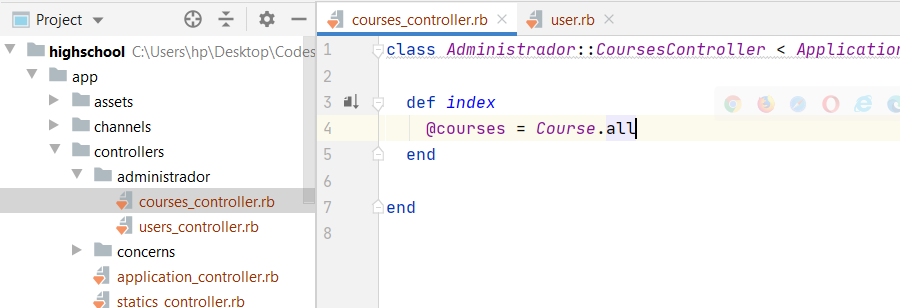 Project
courses_controller.rb
user.rb
highschool C:\Users\hp\Desktop\Codes
app
assets
channels
controllers
administrador
courses_controller.rb
users_controller.rb
concerns
application_controller.rb
statics_controller.rb
1 class Administrador::CoursesController < Application
2
3 def index
4 @courses = Course.all
5 end
6
7 end
8